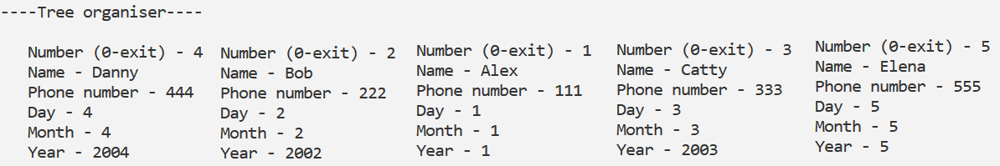 ----Tree organiser----
Number (0-exit) - 4
Name - Danny
Phone number - 444
Day - 4
Month - 4
Year - 2004
Number (0-exit) - 2
Name - Bob
Phone number - 222
Day - 2
Month - 2
Year - 2002
Number (0-exit) - 1
Name - Alex
Phone number - 111
Day - 1
Month - 1
Year - 1
Number (0-exit) - 3
Name - Catty
Phone number - 333
Day - 3
Month - 3
Year - 2003
Number (0-exit) - 5
Name - Elena
Phone number - 555
Day - 5
Month - 5
Year - 5